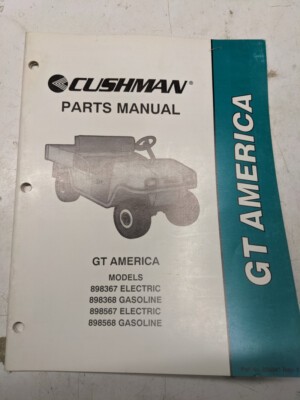 CUSHMAN®
PARTS MANUAL
GT AMERICA
MODELS
898367 ELECTRIC
898368 GASOLINE
898567 ELECTRIC
898568 GASOLINE
GT AMERICA